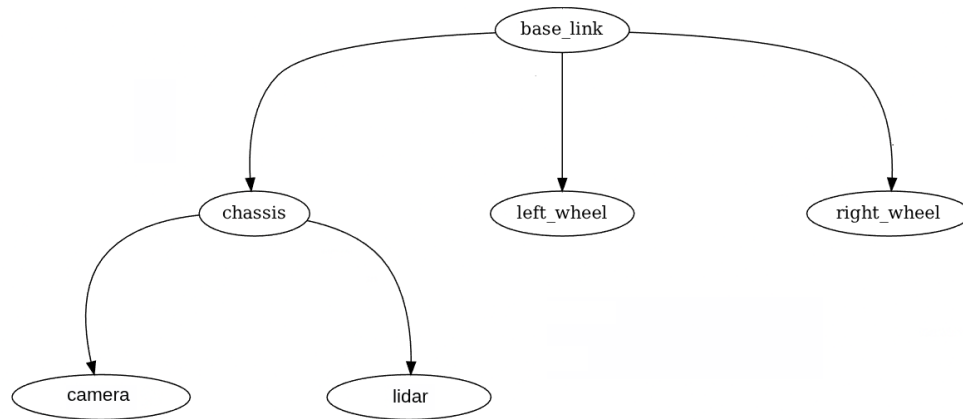 base_link
chassis
left_wheel
right_wheel
camera
lidar